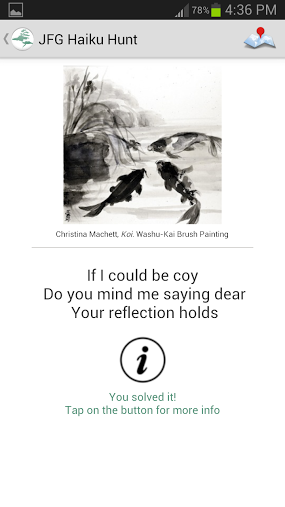 78% 4:36 PM
JFG Haiku Hunt
Christina Machett, Koi. Washu-Kai Brush Painting
If I could be coy
Do you mind me saying dear
Your reflection holds
i
You solved it!
Tap on the button for more info